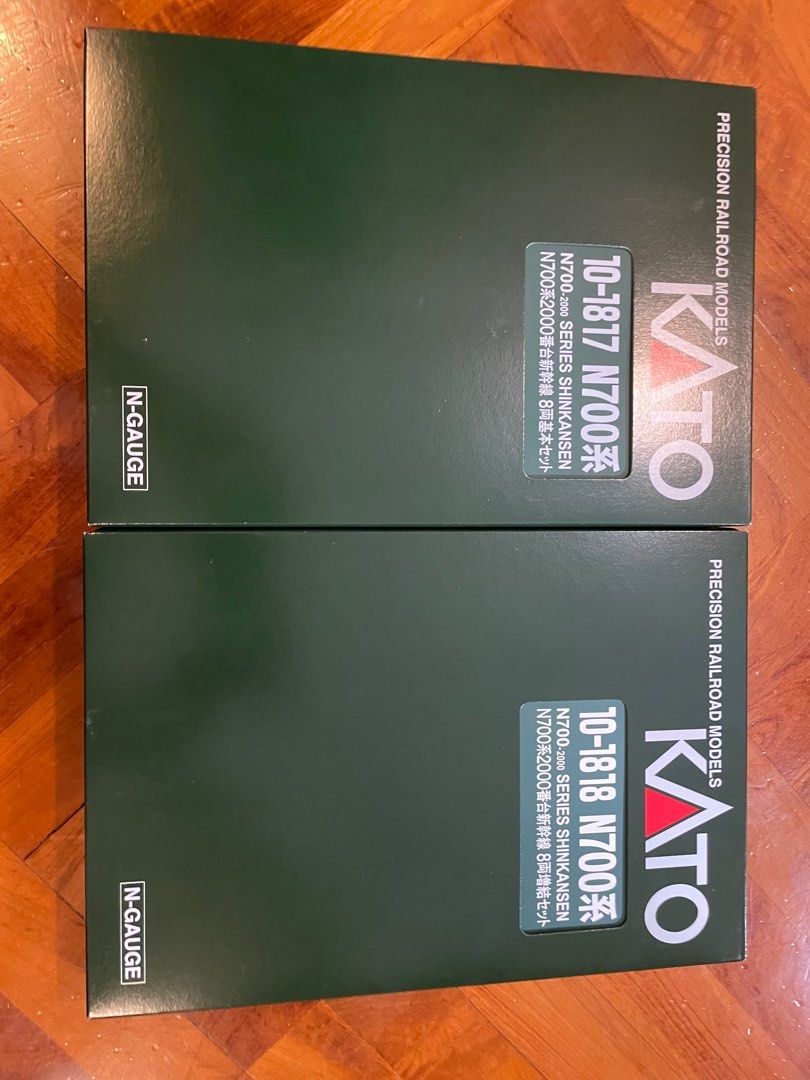 PRECISION RAILROAD MODELS
KATO
10-1817 N700系
N700-2000 SERIES SHINKANSEN
N700系2000番台新幹線 8両基本セット
N-GAUGE
PRECISION RAILROAD MODELS
KATO
10-1818 N700系
N700-2000 SERIES SHINKANSEN
N700系2000番台新幹線 8両増結セット
N-GAUGE